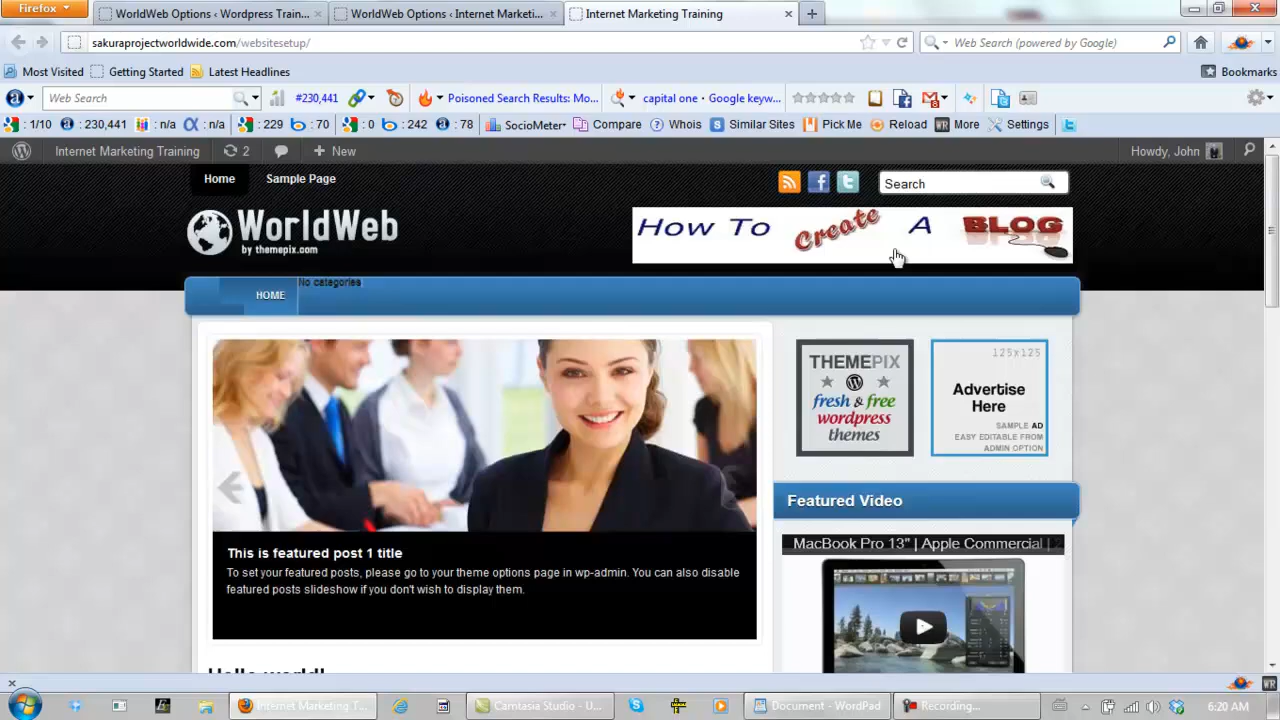 Firefox
WorldWeb Options ‹ Wordpress Train...
WorldWeb Options ‹ Internet Marketi...
Internet Marketing Training
sakuraprojectworldwide.com/websitesetup/
Web Search (powered by Google)
Most Visited Getting Started Latest Headlines Bookmarks
Web Search #230,441 Poisoned Search Results: Mo... capital one • Google keyw...
: 1/10 : 230,441 : n/a : n/a : 229 : 70 : 0 : 242 : 78 SocioMeter Compare Whois Similar Sites Pick Me Reload More Settings
Internet Marketing Training 2 + New Howdy, John
Home Sample Page Search
WorldWeb
by themepix.com
How To Create A BLOG
HOME No categories
THEMEPIX
fresh & free
wordpress
themes
125x125
Advertise
Here
SAMPLE AD
EASY EDITABLE FROM
ADMIN OPTION
Featured Video
MacBook Pro 13" | Apple Commercial |
This is featured post 1 title
To set your featured posts, please go to your theme options page in wp-admin. You can also disable
featured posts slideshow if you don't wish to display them.
Hello world!
Internet Marketing T... Camtasia Studio - U... Document - WordPad Recording... 6:20 AM